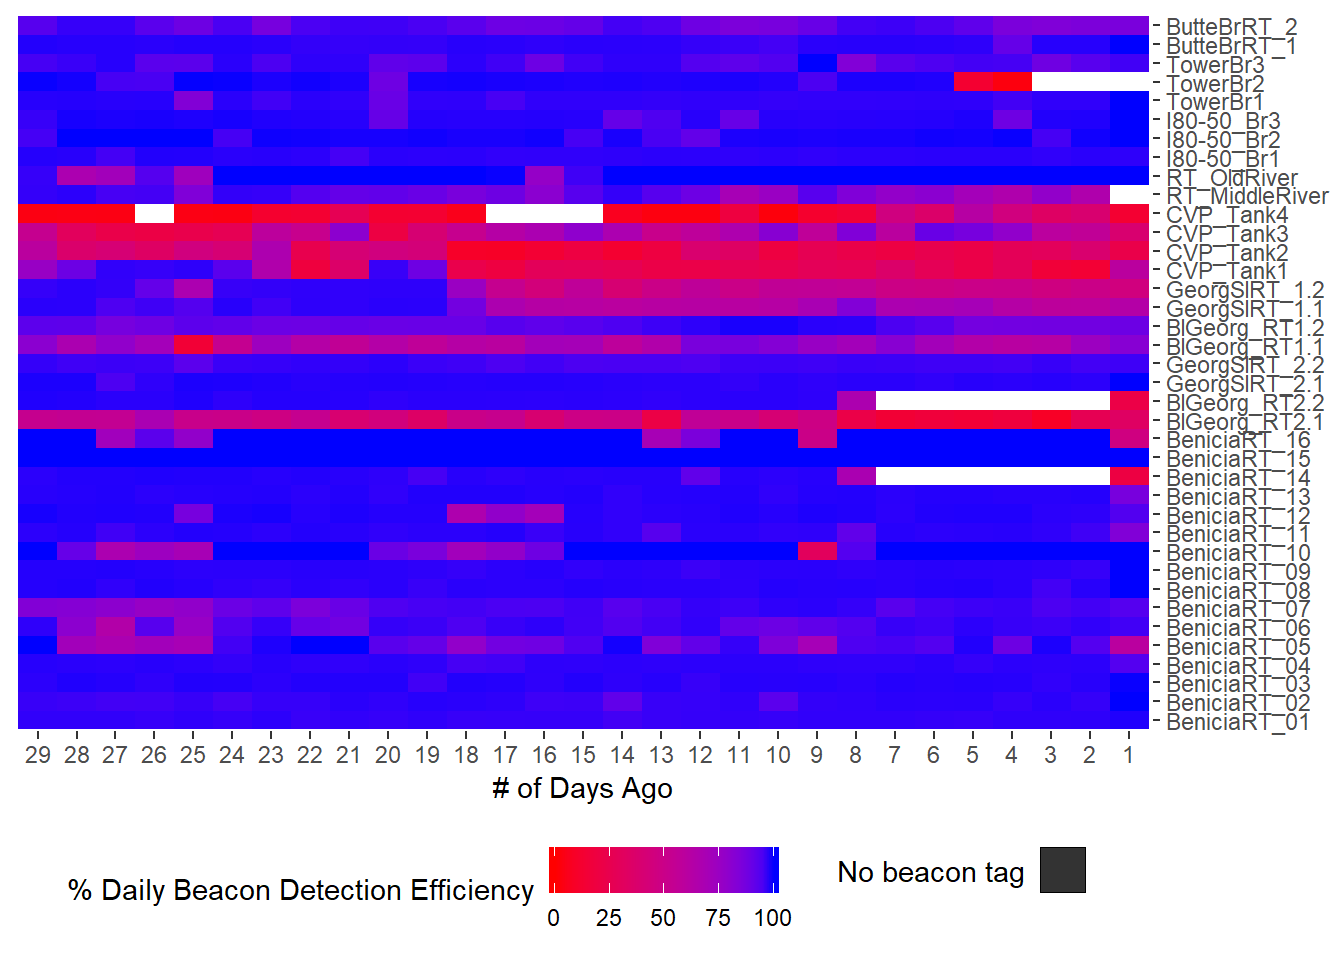 ButteBrRT_2
ButteBrRT_1
TowerBr3
TowerBr2
TowerBr1
I80-50_Br3
I80-50_Br2
I80-50_Br1
RT_OldRiver
RT_MiddleRiver
CVP_Tank4
CVP_Tank3
CVP_Tank2
CVP_Tank1
GeorgSlRT_1.2
GeorgSlRT_1.1
BlGeorg_RT1.2
BlGeorg_RT1.1
GeorgSlRT_2.2
GeorgSlRT_2.1
BlGeorg_RT2.2
BlGeorg_RT2.1
BeniciaRT_16
BeniciaRT_15
BeniciaRT_14
BeniciaRT_13
BeniciaRT_12
BeniciaRT_11
BeniciaRT_10
BeniciaRT_09
BeniciaRT_08
BeniciaRT_07
BeniciaRT_06
BeniciaRT_05
BeniciaRT_04
BeniciaRT_03
BeniciaRT_02
BeniciaRT_01
29 28 27 26 25 24 23 22 21 20 19 18 17 16 15 14 13 12 11 10 9 8 7 6 5 4 3 2 1
# of Days Ago
% Daily Beacon Detection Efficiency
0 25 50 75 100
No beacon tag